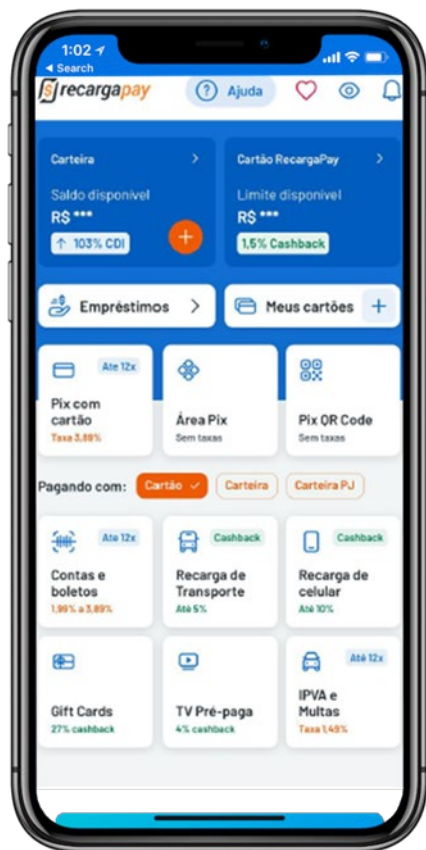 1:02
◀ Search
recargapay
? Ajuda
Carteira >
Saldo disponível
R$ ***
↑ 103% CDI
+
Cartão RecargaPay >
Limite disponível
R$ ***
1,5% Cashback
Empréstimos >
Meus cartões +
Ate 12x
Pix com
cartão
Taxa 3,89%
Área Pix
Sem taxas
Pix QR Code
Sem taxas
Pagando com:
Cartão ✓
Carteira
Carteira PJ
Ate 12x
Contas e
boletos
1,99% a 3,89%
Cashback
Recarga de
Transporte
Até 5%
Cashback
Recarga de
celular
Até 10%
Gift Cards
27% cashback
TV Pré-paga
4% cashback
Até 12x
IPVA e
Multas
Taxa 1,49%